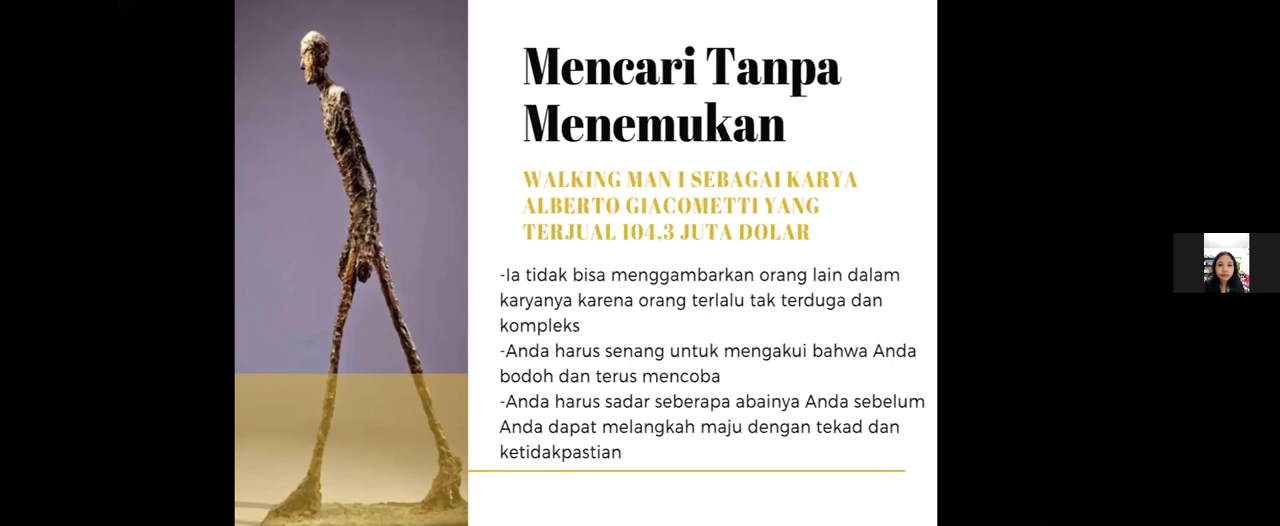 Mencari Tanpa
Menemukan
WALKING MAN I SEBAGAI KARYA
ALBERTO GIACOMETTI YANG
TERJUAL 104,3 JUTA DOLAR
-Ia tidak bisa menggambarkan orang lain dalam
karyanya karena orang terlalu tak terduga dan
kompleks
-Anda harus senang untuk mengakui bahwa Anda
bodoh dan terus mencoba
-Anda harus sadar seberapa abainya Anda sebelum
Anda dapat melangkah maju dengan tekad dan
ketidakpastian